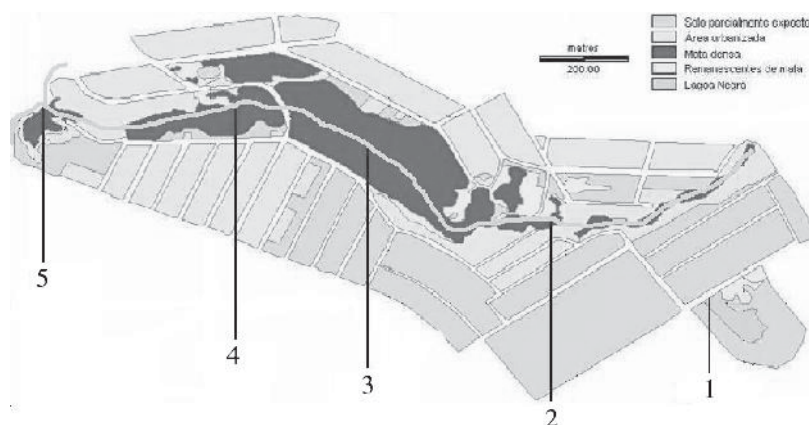 Solo parcialmente exposto
Área urbanizada
Mata densa
Remanescentes de mata
Lagoa Negra
metros
200.00
5
4
3
2
1